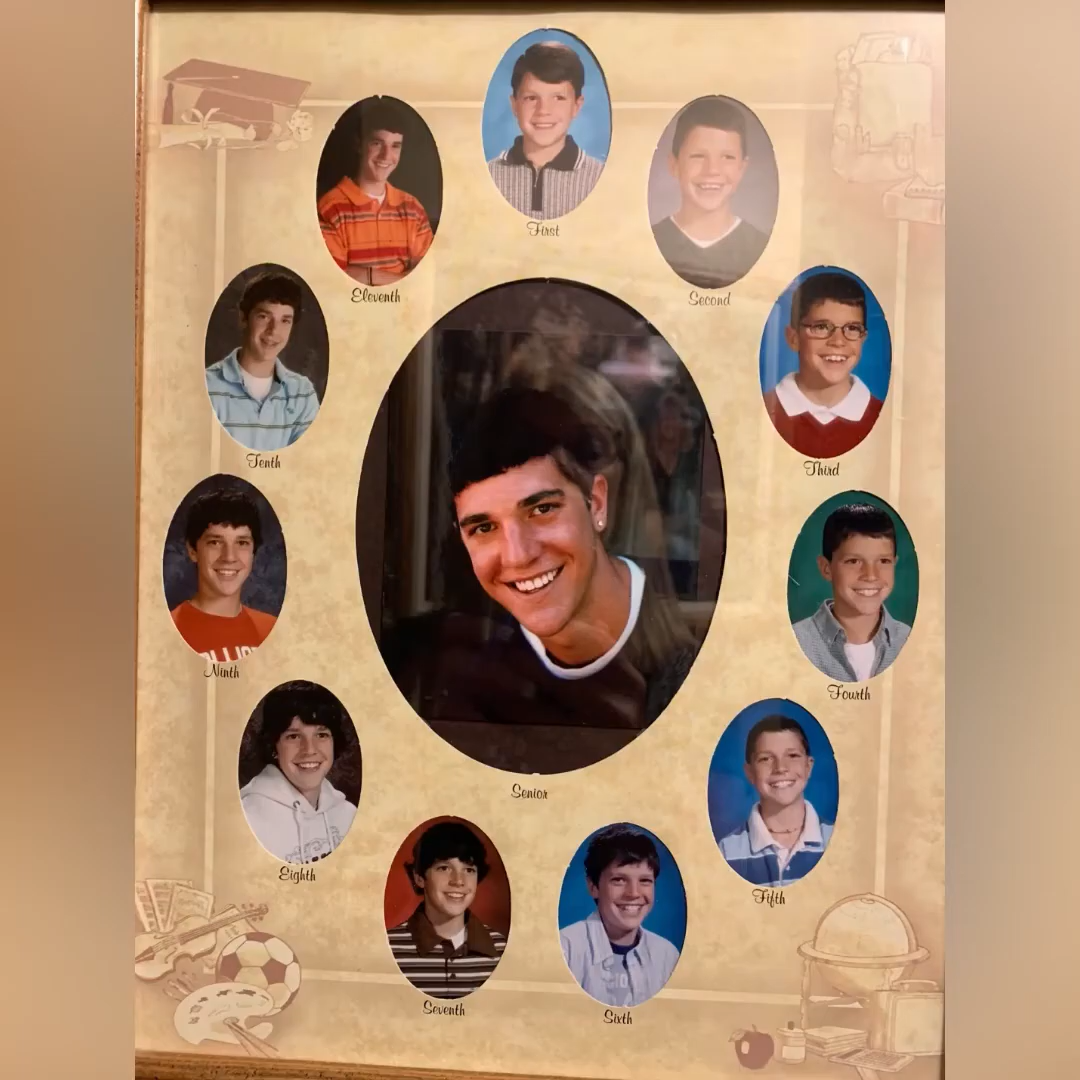 First
Second
Third
Fourth
Fifth
Sixth
Seventh
Eighth
Ninth
Tenth
Eleventh
Senior